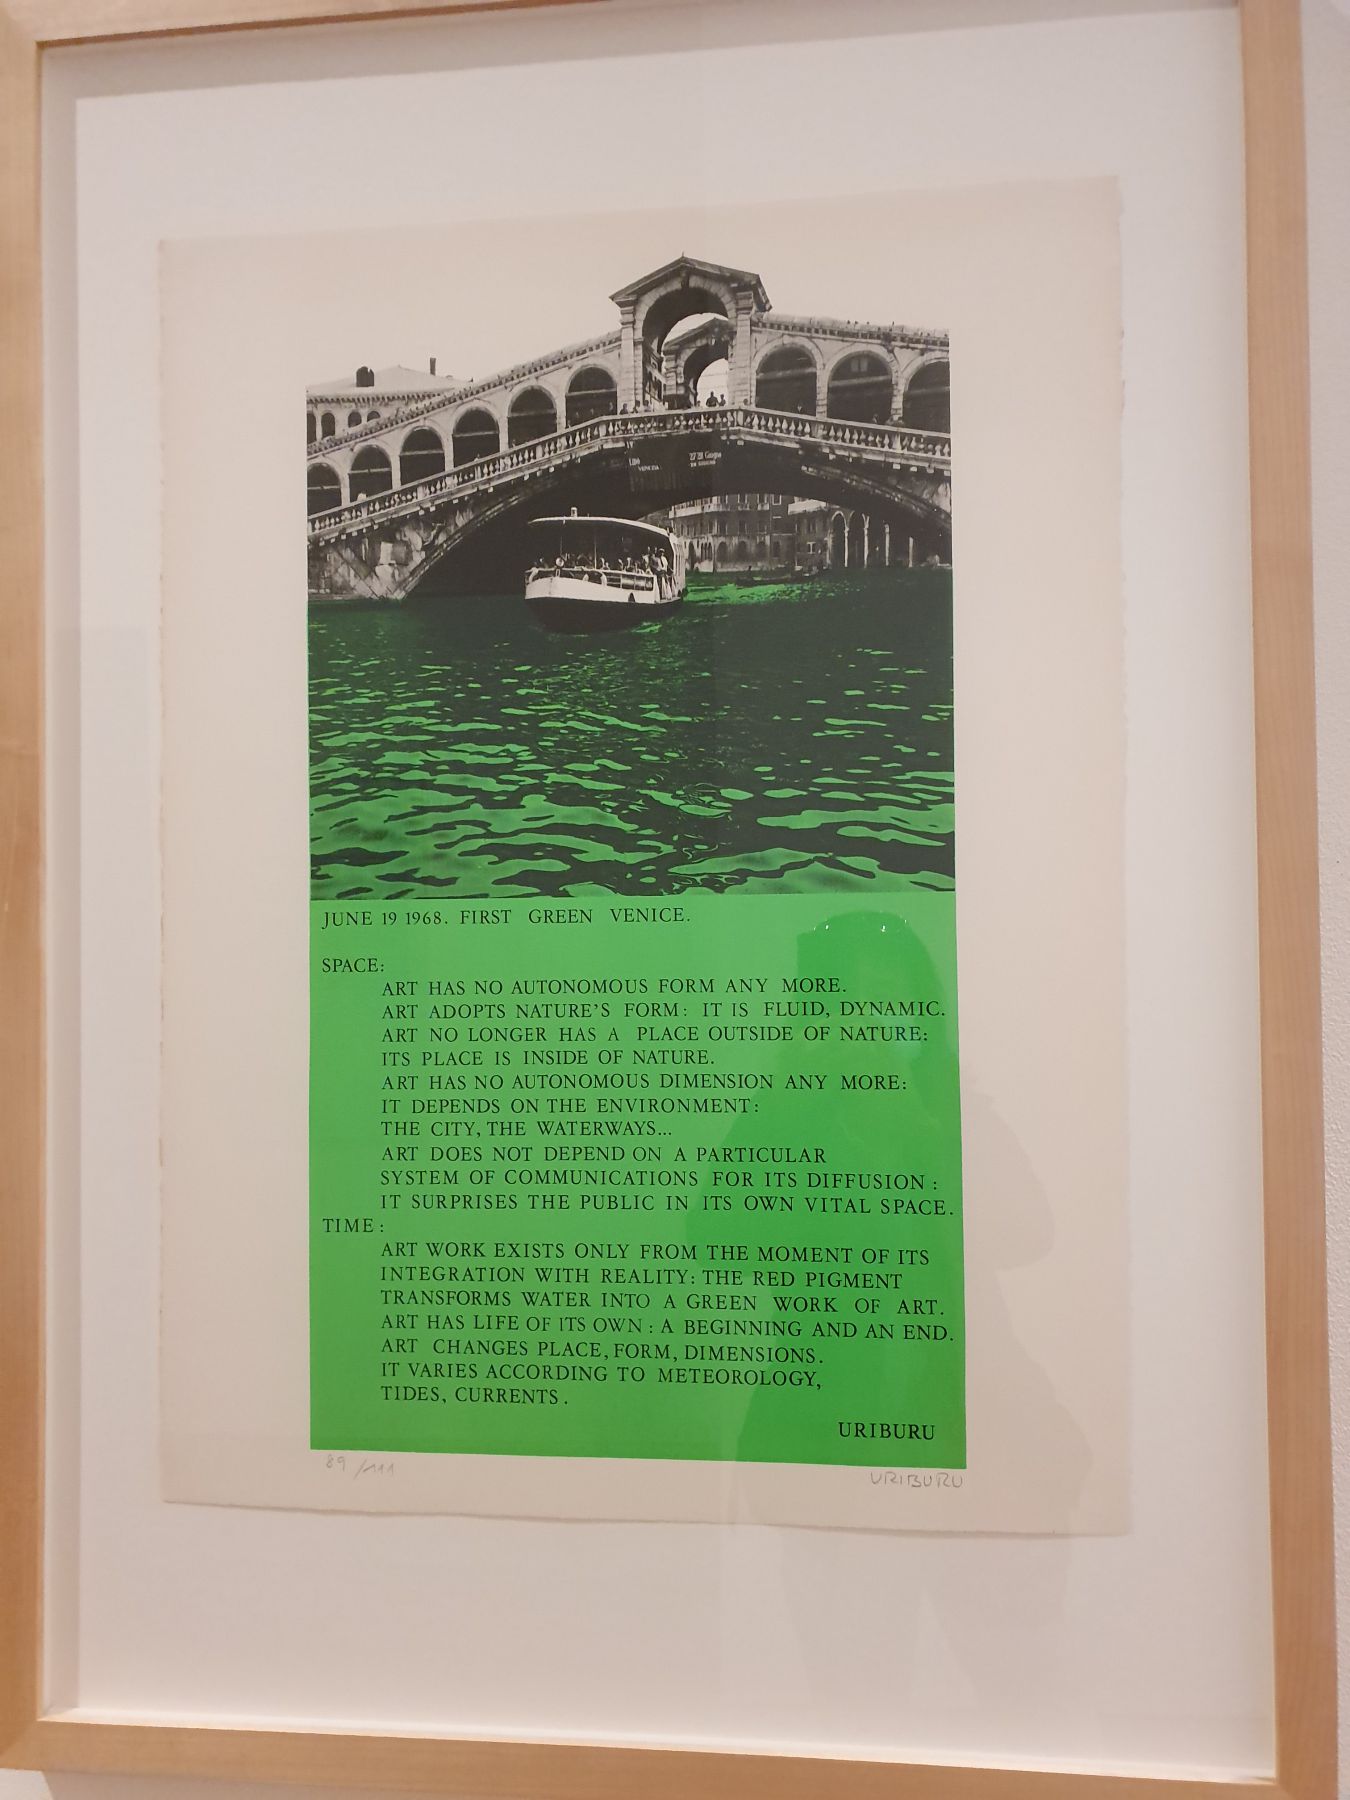 LIDO
VENEZIA
27-28 Giugno
JUNE 19 1968. FIRST GREEN VENICE.
SPACE:
ART HAS NO AUTONOMOUS FORM ANY MORE.
ART ADOPTS NATURE'S FORM: IT IS FLUID, DYNAMIC.
ART NO LONGER HAS A PLACE OUTSIDE OF NATURE:
ITS PLACE IS INSIDE OF NATURE.
ART HAS NO AUTONOMOUS DIMENSION ANY MORE:
IT DEPENDS ON THE ENVIRONMENT:
THE CITY, THE WATERWAYS...
ART DOES NOT DEPEND ON A PARTICULAR
SYSTEM OF COMMUNICATIONS FOR ITS DIFFUSION:
IT SURPRISES THE PUBLIC IN ITS OWN VITAL SPACE.
TIME:
ART WORK EXISTS ONLY FROM THE MOMENT OF ITS
INTEGRATION WITH REALITY: THE RED PIGMENT
TRANSFORMS WATER INTO A GREEN WORK OF ART.
ART HAS LIFE OF ITS OWN: A BEGINNING AND AN END.
ART CHANGES PLACE, FORM, DIMENSIONS.
IT VARIES ACCORDING TO METEOROLOGY,
TIDES, CURRENTS.
URIBURU
89 /111
URIBURU